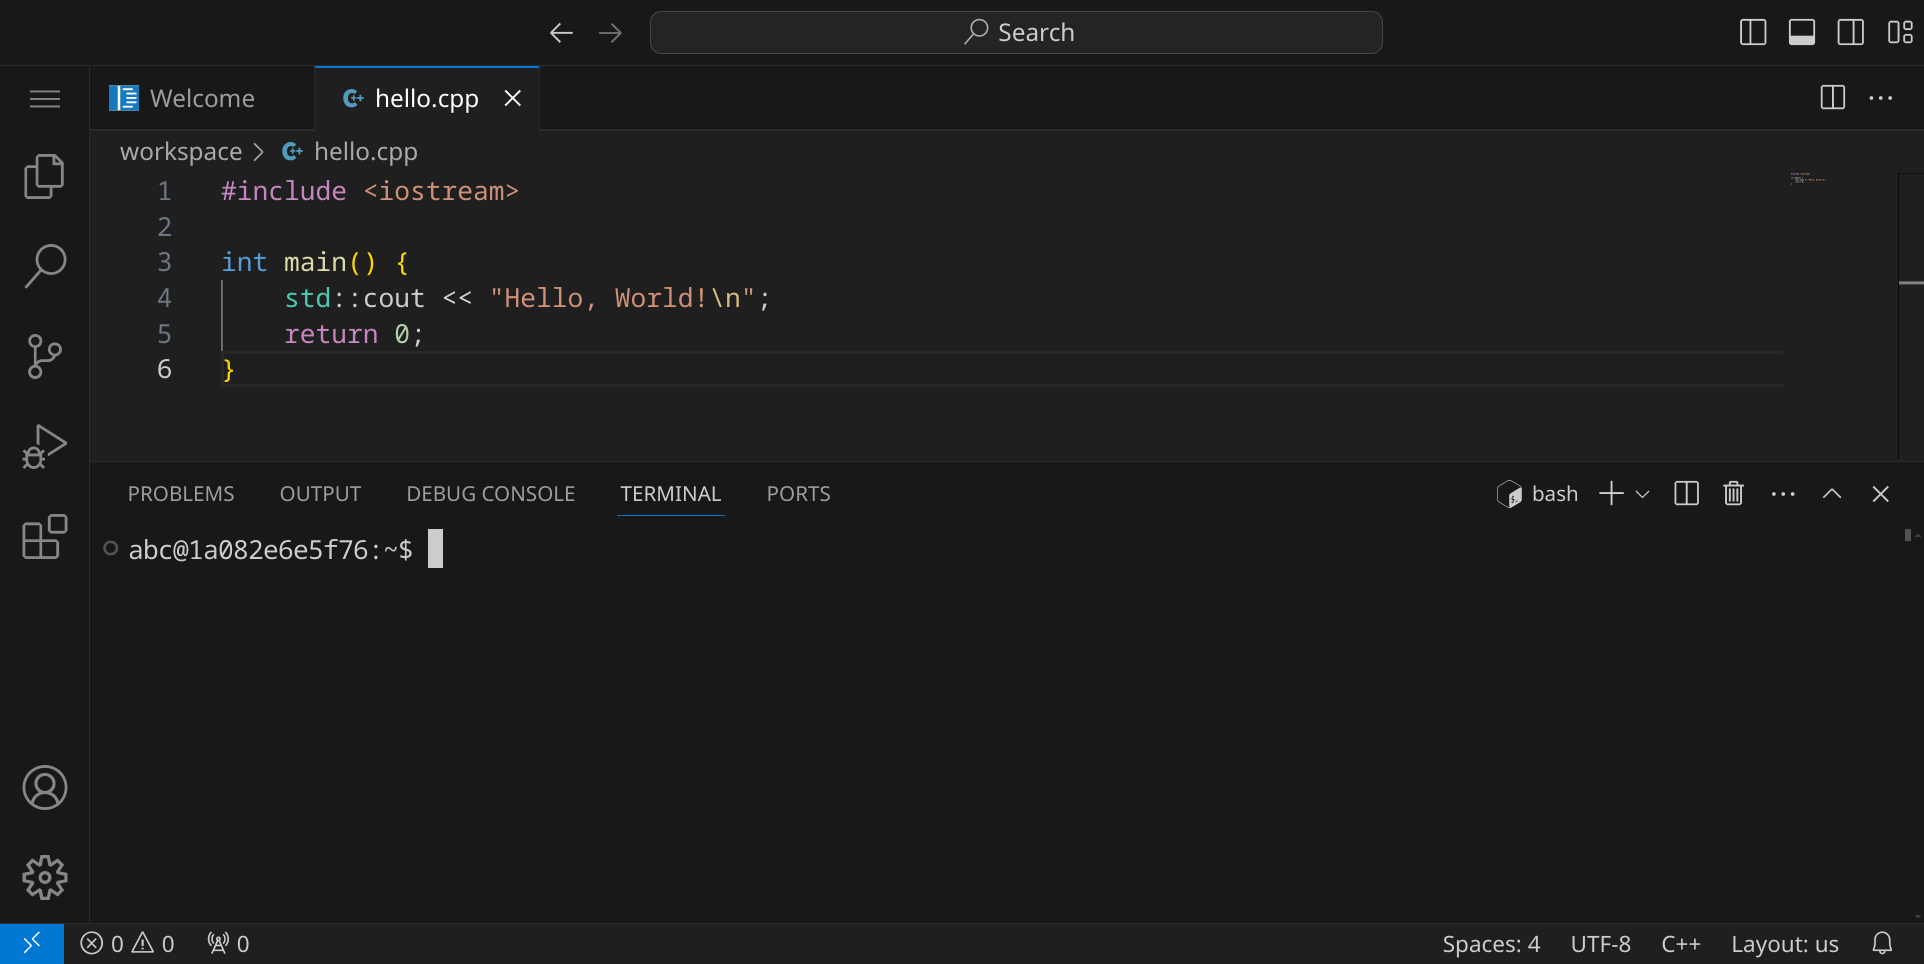 Search
Welcome
hello.cpp
workspace > hello.cpp
1 #include <iostream>
2
3 int main() {
4     std::cout << "Hello, World!\n";
5     return 0;
6 }
PROBLEMS OUTPUT DEBUG CONSOLE TERMINAL PORTS bash
abc@1a082e6e5f76:~$
0 0 0 Spaces: 4 UTF-8 C++ Layout: us